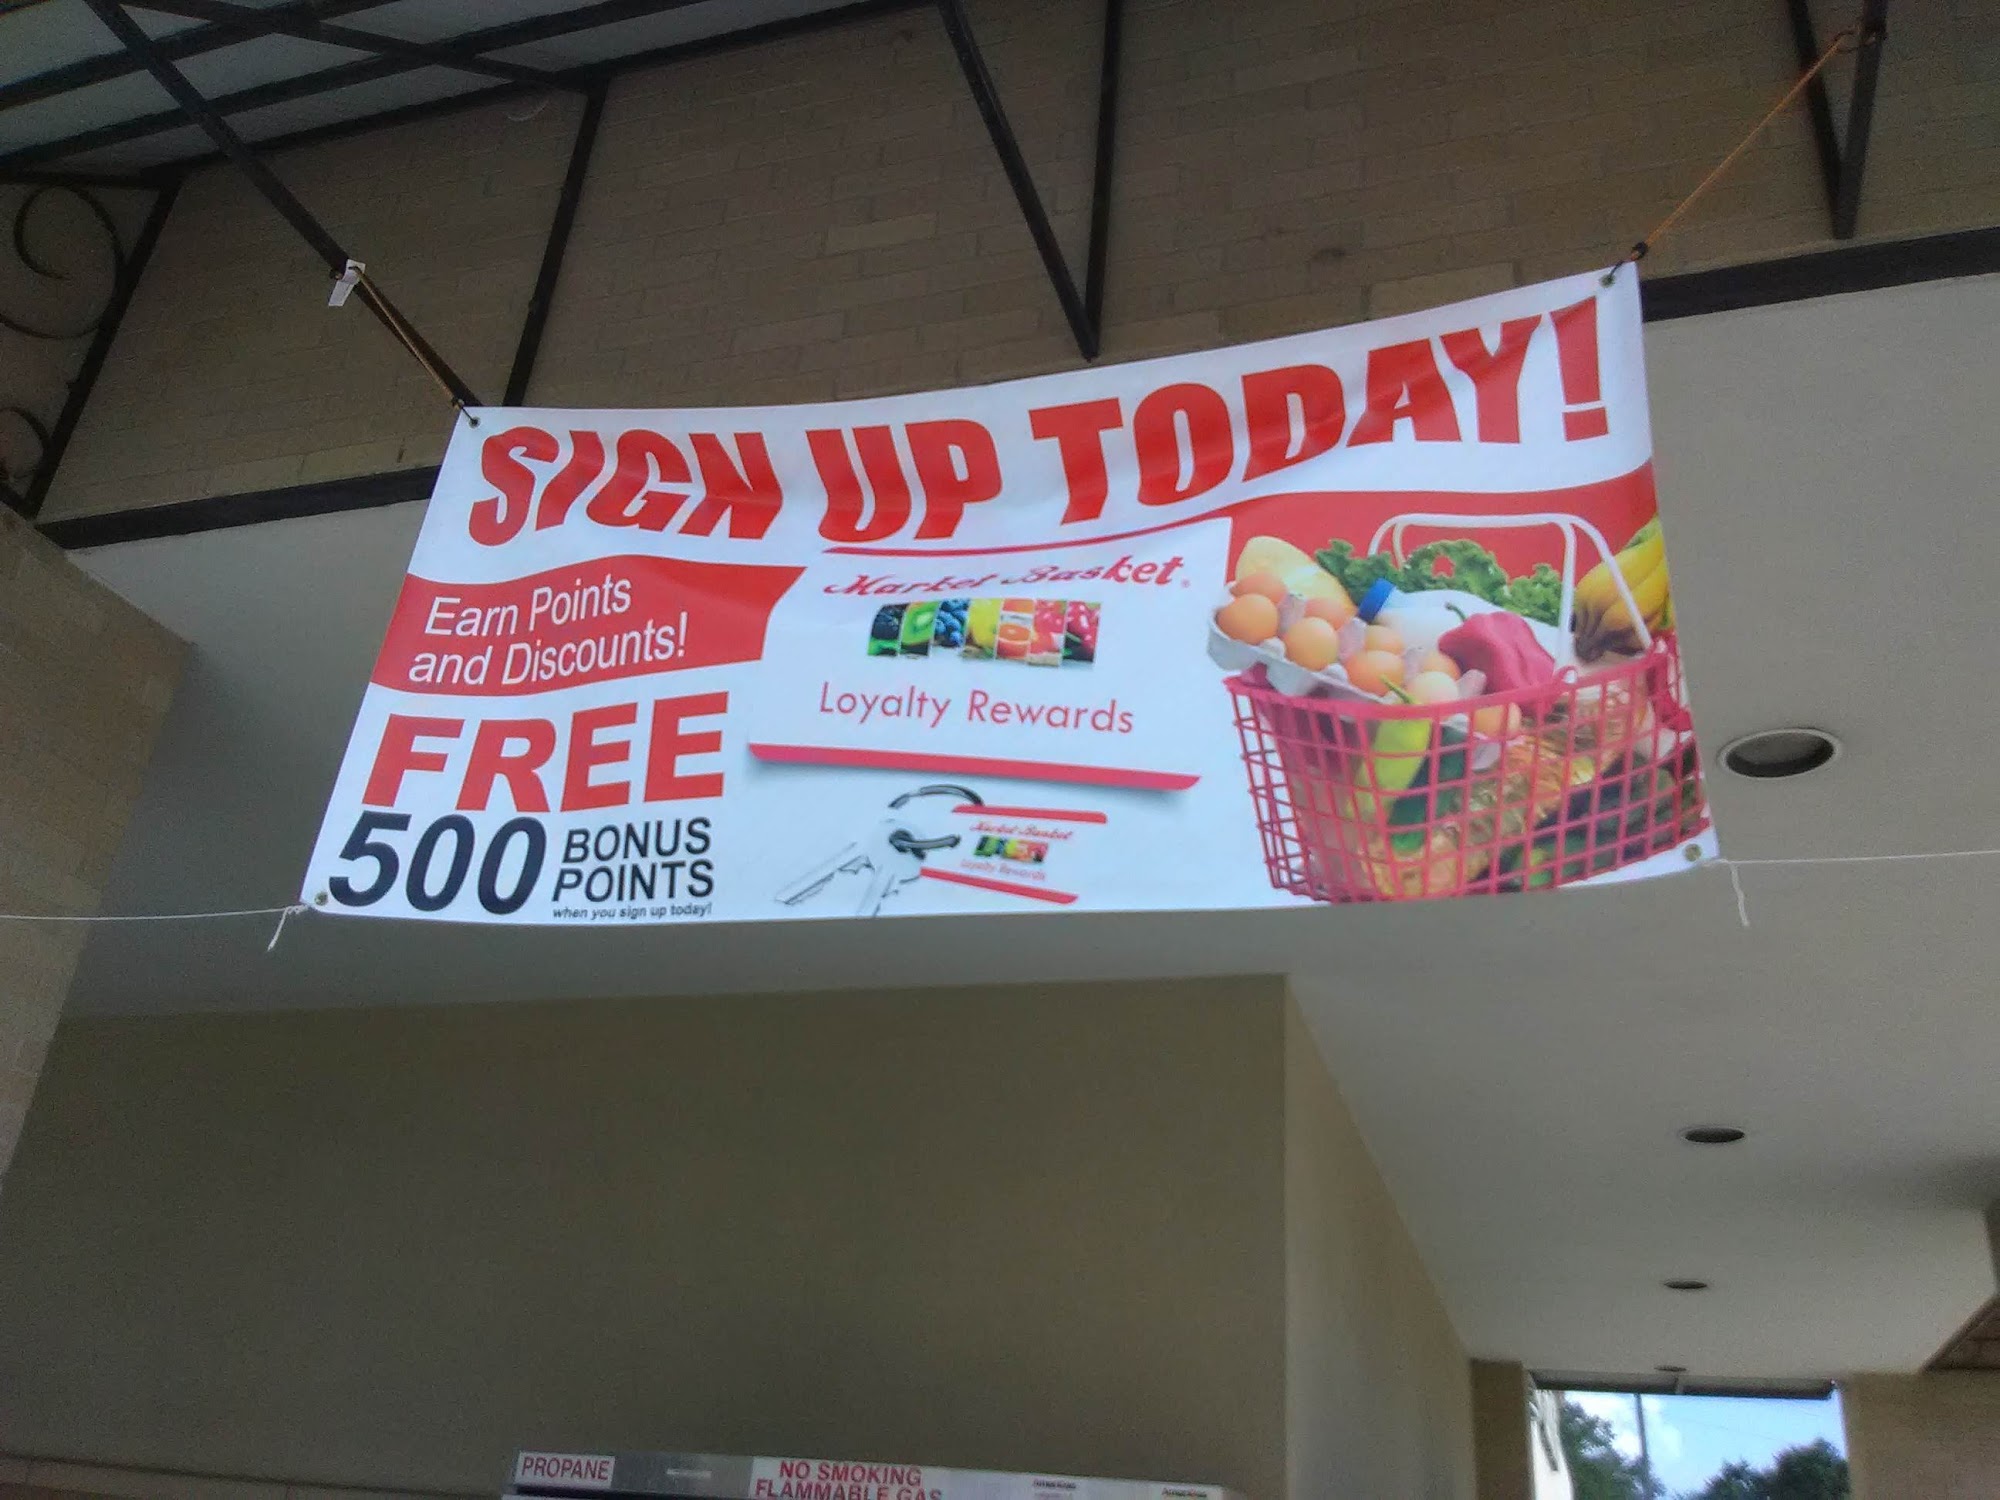 SIGN UP TODAY!
Earn Points
and Discounts!
FREE
500 BONUS
POINTS
when you sign up today!
Market Basket
Loyalty Rewards
Market Basket
Loyalty Rewards
PROPANE
NO SMOKING
FLAMMABLE GAS